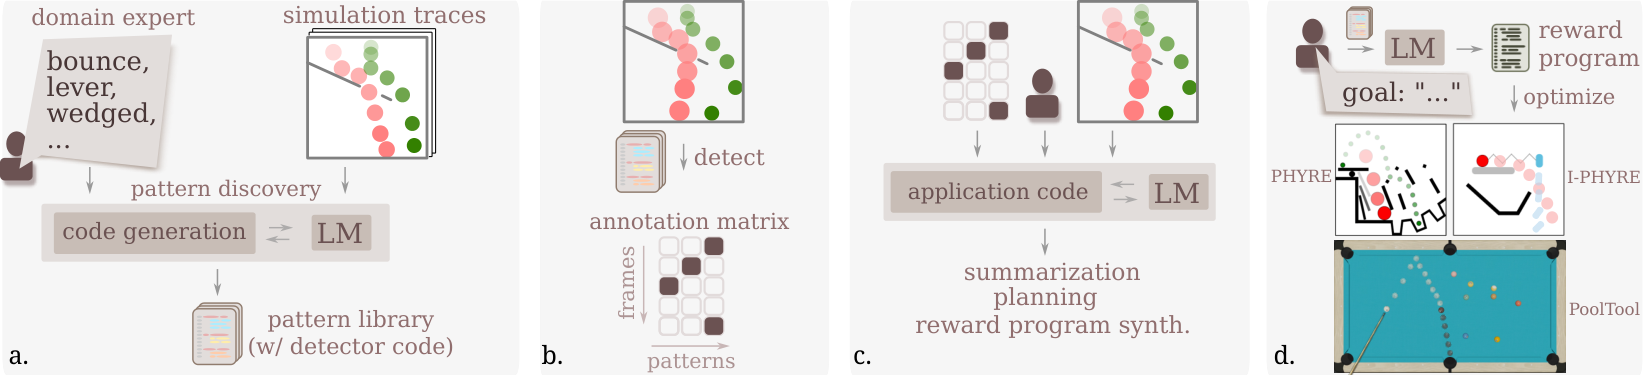 domain expert
simulation traces
bounce,
lever,
wedged,
...
pattern discovery
code generation
LM
pattern library
(w/ detector code)
a.
detect
annotation matrix
frames
patterns
b.
application code
LM
summarization
planning
reward program synth.
c.
LM
reward
program
goal: "..."
optimize
PHYRE
I-PHYRE
PoolTool
d.